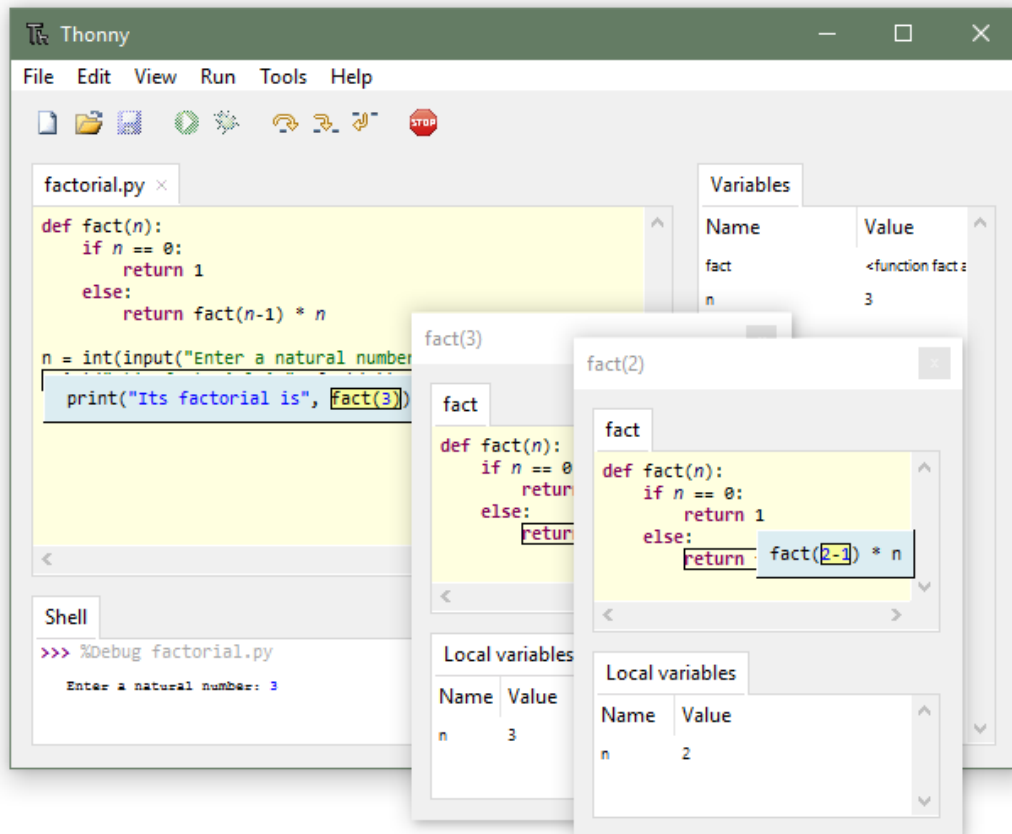 Thonny
File Edit View Run Tools Help
STOP
factorial.py
def fact(n):
    if n == 0:
        return 1
    else:
        return fact(n-1) * n
n = int(input("Enter a natural number
print("Its factorial is", fact(3))
Shell
>>> %Debug factorial.py
Enter a natural number: 3
Variables
Name Value
fact <function fact a
n 3
fact(3)
fact
def fact(n):
    if n == 0
        return
    else:
        return
Local variables
Name Value
n 3
fact(2)
fact
def fact(n):
    if n == 0:
        return 1
    else:
        return fact(2-1) * n
Local variables
Name Value
n 2